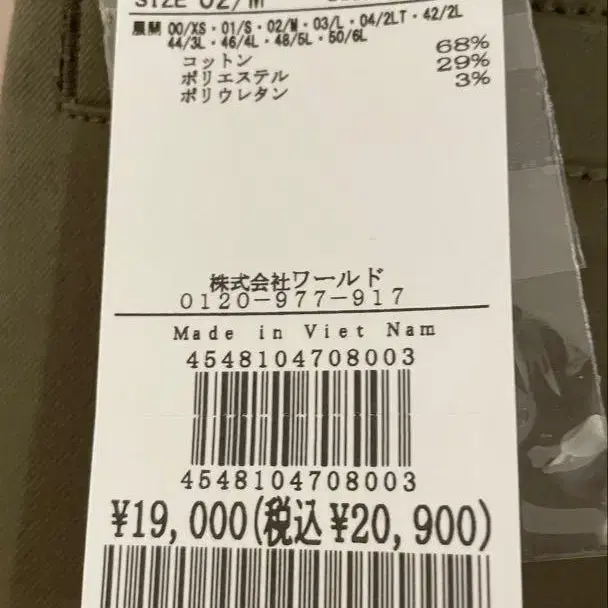 SIZE 02/M
展開 00/XS・01/S・02/M・03/L・04/2LT・42/2L
44/3L・46/4L・48/5L・50/6L
コットン 68%
ポリエステル 29%
ポリウレタン 3%
株式会社ワールド
0120-977-917
Made in Viet Nam
4548104708003
4548104708003
¥19,000(税込¥20,900)